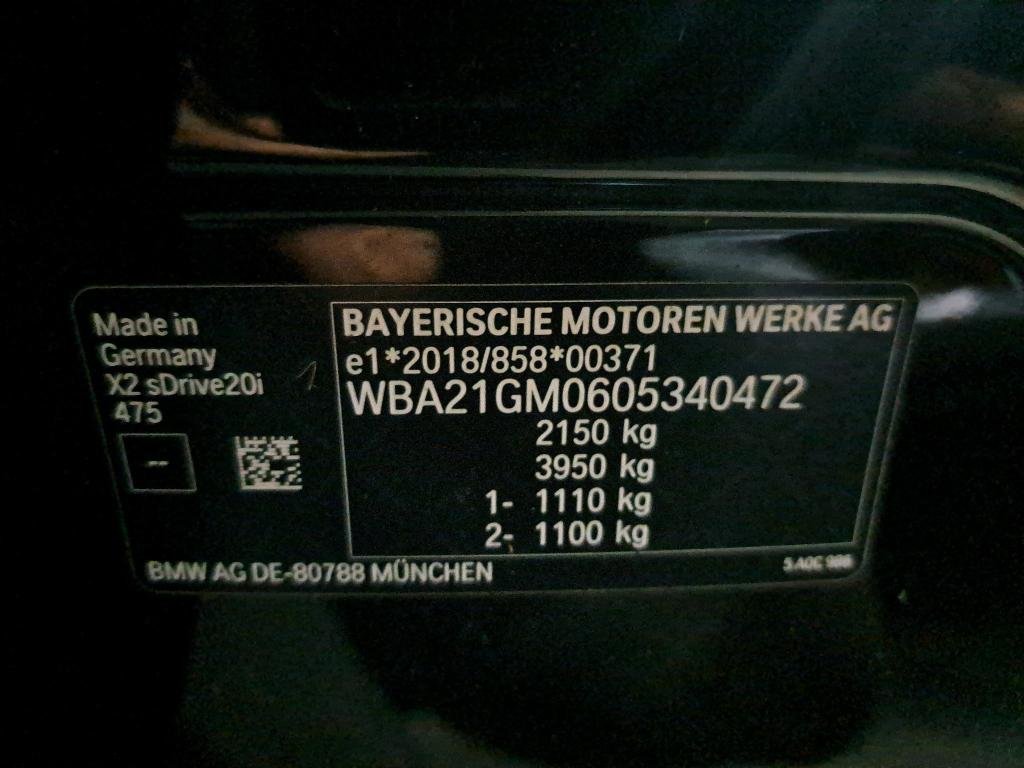 Made in
Germany
X2 sDrive20i
475
--
BAYERISCHE MOTOREN WERKE AG
e1*2018/858*00371
WBA21GM0605340472
2150 kg
3950 kg
1- 1110 kg
2- 1100 kg
BMW AG DE-80788 MÜNCHEN